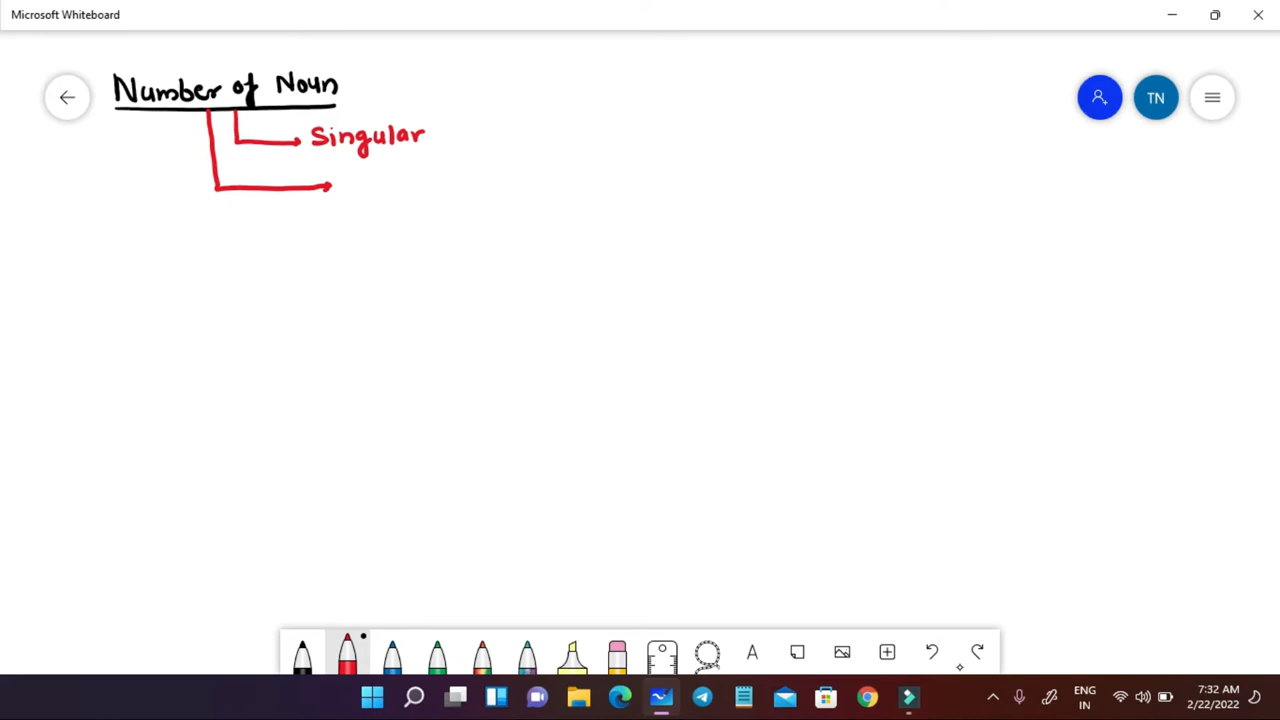 Microsoft Whiteboard
Number of Noun
TN
Singular
A
ENG
IN
7:32 AM
2/22/2022